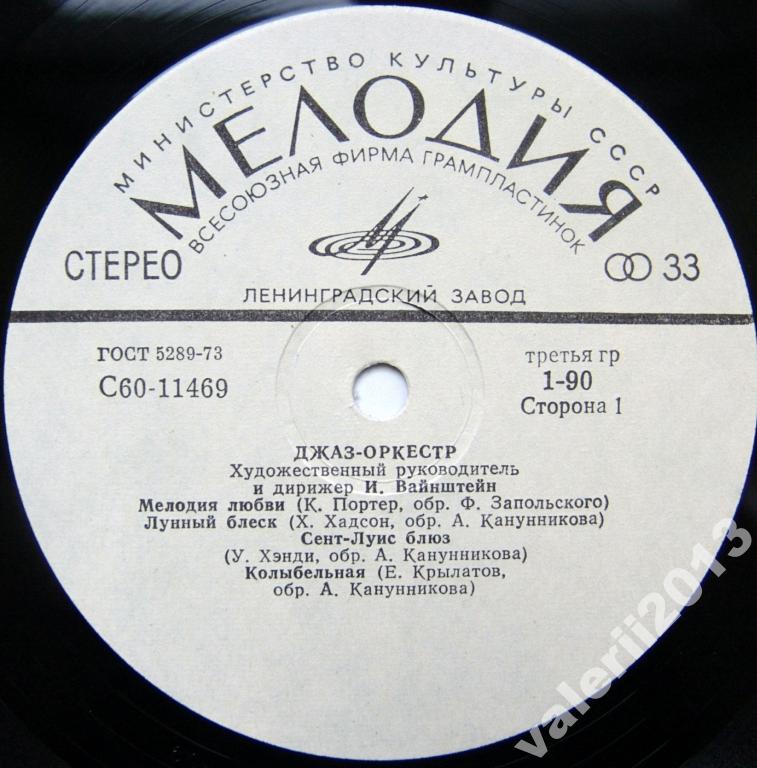 МИНИСТЕРСТВО КУЛЬТУРЫ СССР
МЕЛОДИЯ
ВСЕСОЮЗНАЯ ФИРМА ГРАМПЛАСТИНОК
СТЕРЕО
33
ЛЕНИНГРАДСКИЙ ЗАВОД
ГОСТ 5289-73
третья гр
С60-11469
1-90
Сторона 1
ДЖАЗ-ОРКЕСТР
Художественный руководитель
и дирижер И. Вайнштейн
Мелодия любви (К. Портер, обр. Ф. Запольского)
Лунный блеск (Х. Хадсон, обр. А. Канунникова)
Сент-Луис блюз
(У. Хэнди, обр. А. Канунникова)
Колыбельная (Е. Крылатов,
обр. А. Канунникова)
valerii2013